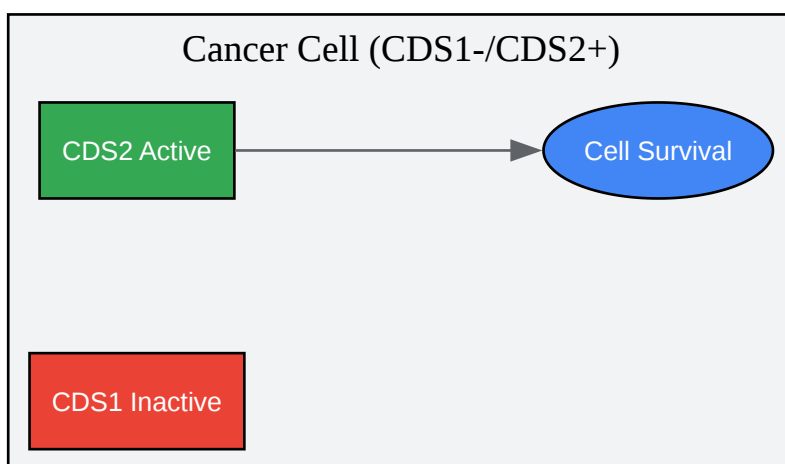 Cancer Cell (CDS1-/CDS2+)
CDS2 Active
Cell Survival
CDS1 Inactive